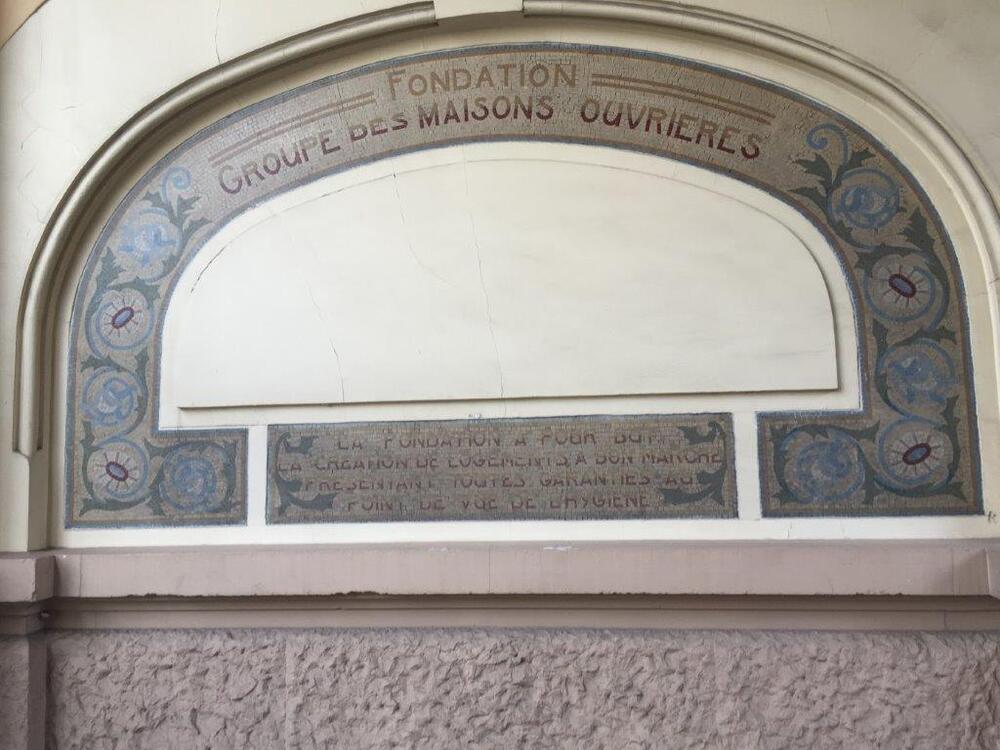 FONDATION
GROUPE DES MAISONS OUVRIERES
LA FONDATION A POUR BUT
LA CREATION DE LOGEMENTS A BON MARCHE
PRESENTANT TOUTES GARANTIES AU
POINT DE VUE DE L'HYGIENE